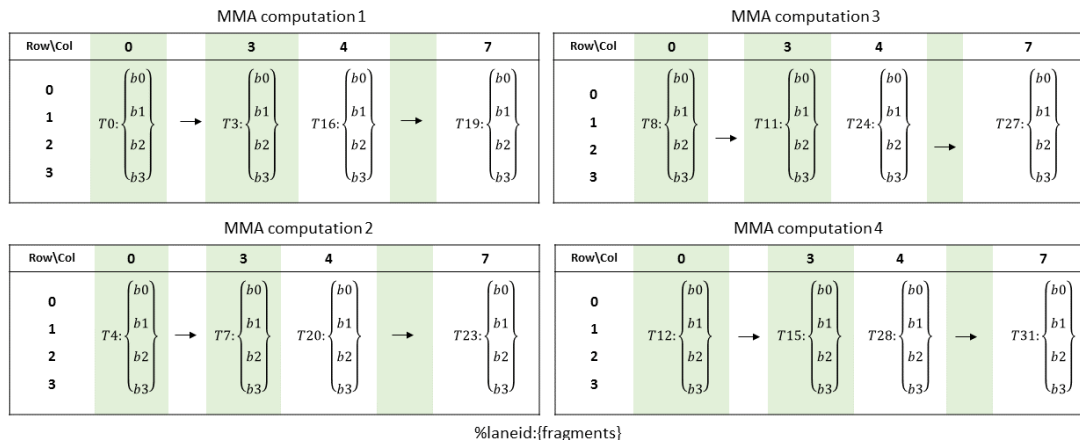 MMA computation 1
Row\Col 0 3 4 7
0
1
2
3
T0: {b0 b1 b2 b3} → T3: {b0 b1 b2 b3} T16: {b0 b1 b2 b3} → T19: {b0 b1 b2 b3}
MMA computation 3
Row\Col 0 3 4 7
0
1
2
3
T8: {b0 b1 b2 b3} → T11: {b0 b1 b2 b3} T24: {b0 b1 b2 b3} → T27: {b0 b1 b2 b3}
MMA computation 2
Row\Col 0 3 4 7
0
1
2
3
T4: {b0 b1 b2 b3} → T7: {b0 b1 b2 b3} T20: {b0 b1 b2 b3} → T23: {b0 b1 b2 b3}
MMA computation 4
Row\Col 0 3 4 7
0
1
2
3
T12: {b0 b1 b2 b3} → T15: {b0 b1 b2 b3} T28: {b0 b1 b2 b3} → T31: {b0 b1 b2 b3}
%laneid:{fragments}